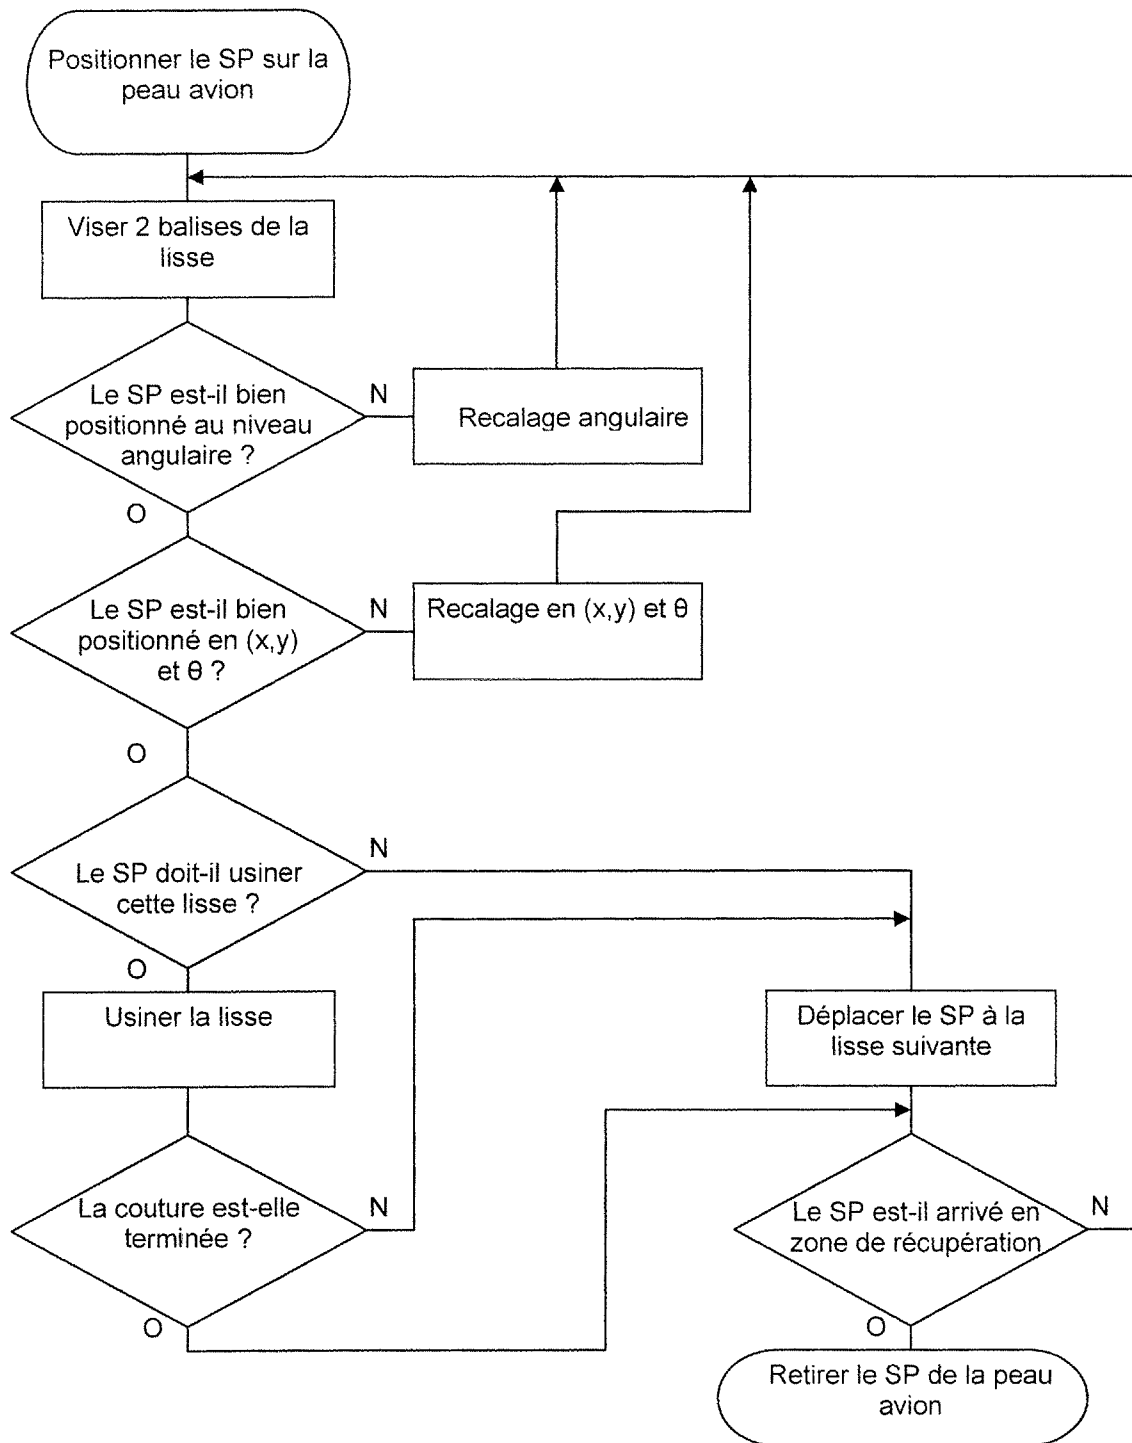 Positionner le SP sur la
peau avion
Viser 2 balises de la
lisse
Le SP est-il bien
positionné au niveau
angulaire ?
N
Recalage angulaire
O
Le SP est-il bien
positionné en (x,y)
et θ ?
N
Recalage en (x,y) et θ
O
Le SP doit-il usiner
cette lisse ?
N
O
Usiner la lisse
Déplacer le SP à la
lisse suivante
La couture est-elle
terminée ?
N
O
Le SP est-il arrivé en
zone de récupération
N
O
Retirer le SP de la peau
avion